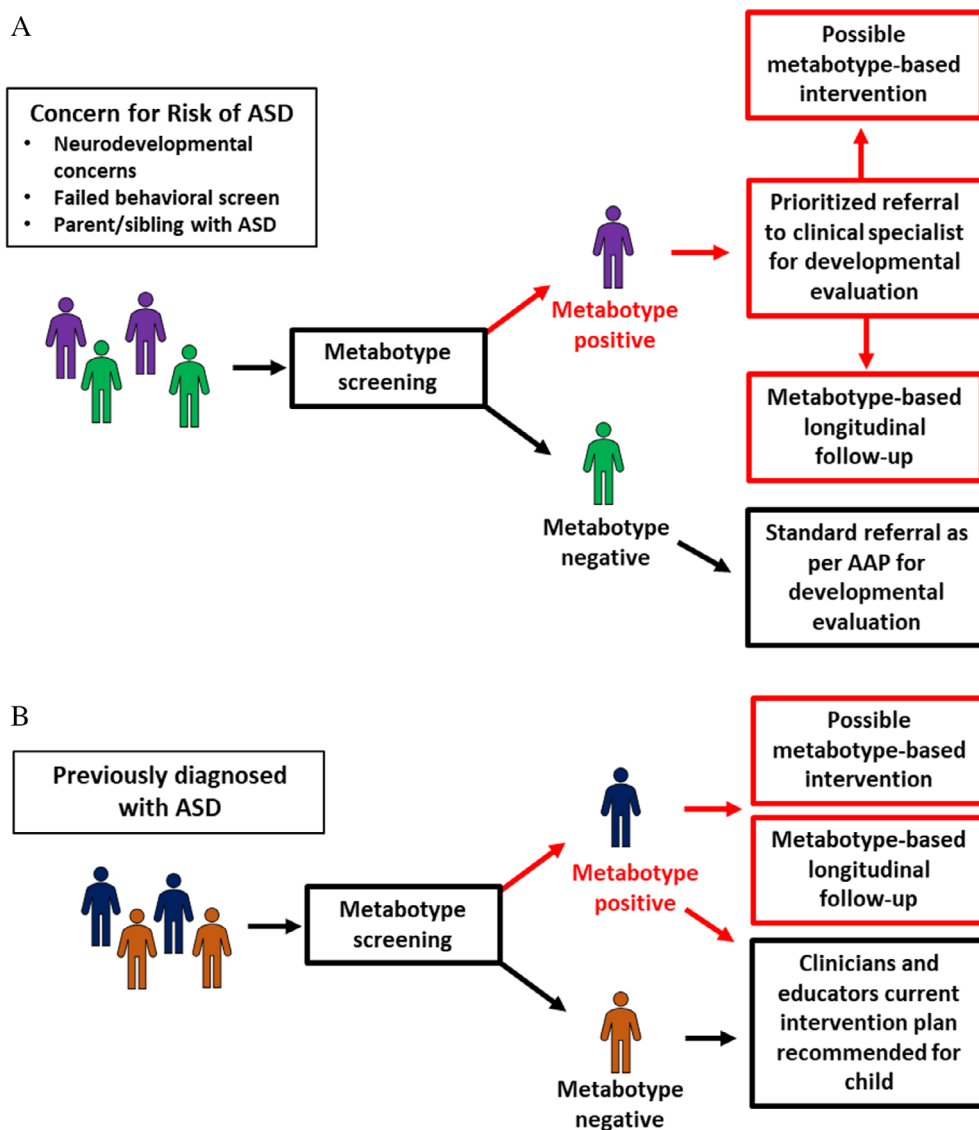 A
Concern for Risk of ASD
• Neurodevelopmental
concerns
• Failed behavioral screen
• Parent/sibling with ASD
Metabotype
screening
Metabotype
positive
Metabotype
negative
Possible
metabotype-based
intervention
Prioritized referral
to clinical specialist
for developmental
evaluation
Metabotype-based
longitudinal
follow-up
Standard referral as
per AAP for
developmental
evaluation
B
Previously diagnosed
with ASD
Metabotype
screening
Metabotype
positive
Metabotype
negative
Possible
metabotype-based
intervention
Metabotype-based
longitudinal
follow-up
Clinicians and
educators current
intervention plan
recommended for
child